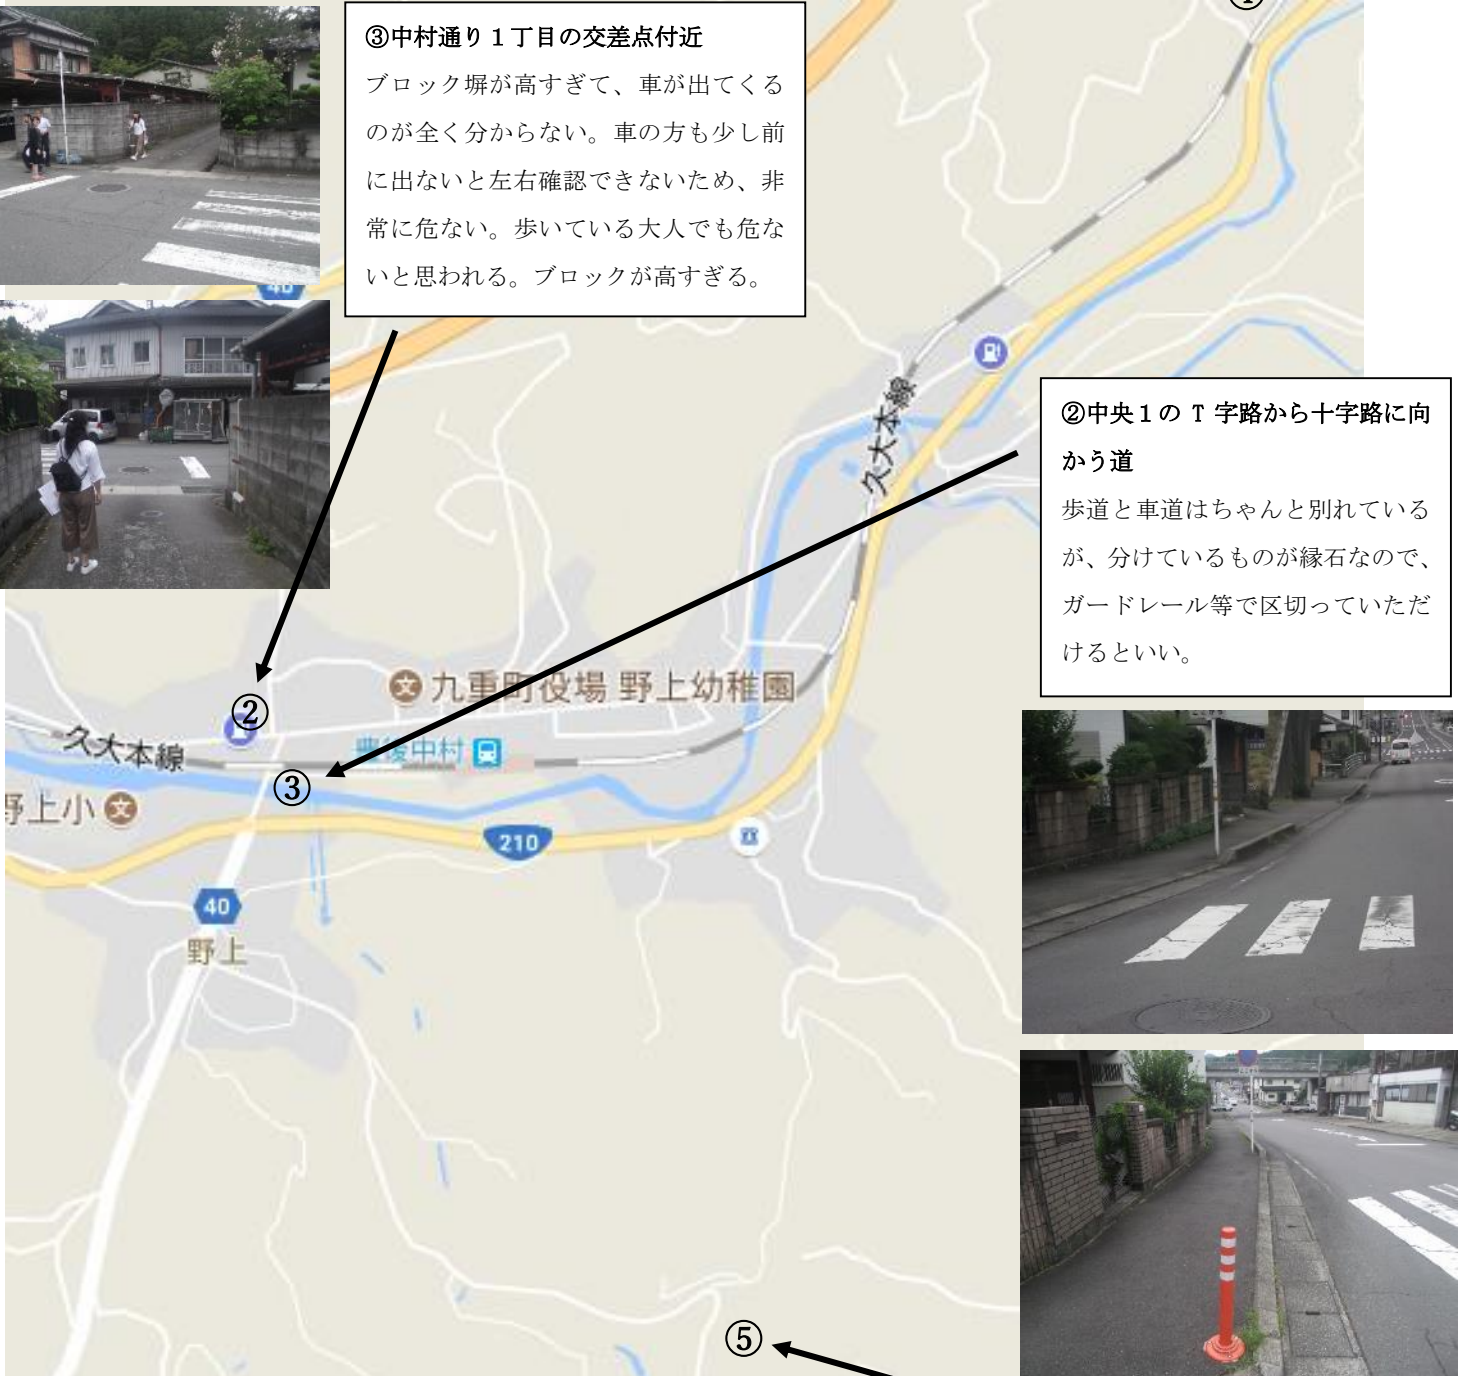 ④
③中村通り１丁目の交差点付近
ブロック塀が高すぎて、車が出てくる
のが全く分からない。車の方も少し前
に出ないと左右確認できないため、非
常に危ない。歩いている大人でも危な
いと思われる。ブロックが高すぎる。
40
久大本線
②中央１の T 字路から十字路に向
かう道
歩道と車道はちゃんと別れている
が、分けているものが縁石なので、
ガードレール等で区切っていただ
けるといい。
文 九重町役場 野上幼稚園
②
久大本線
豊後中村
③
野上小 文
210
40
野上
⑤